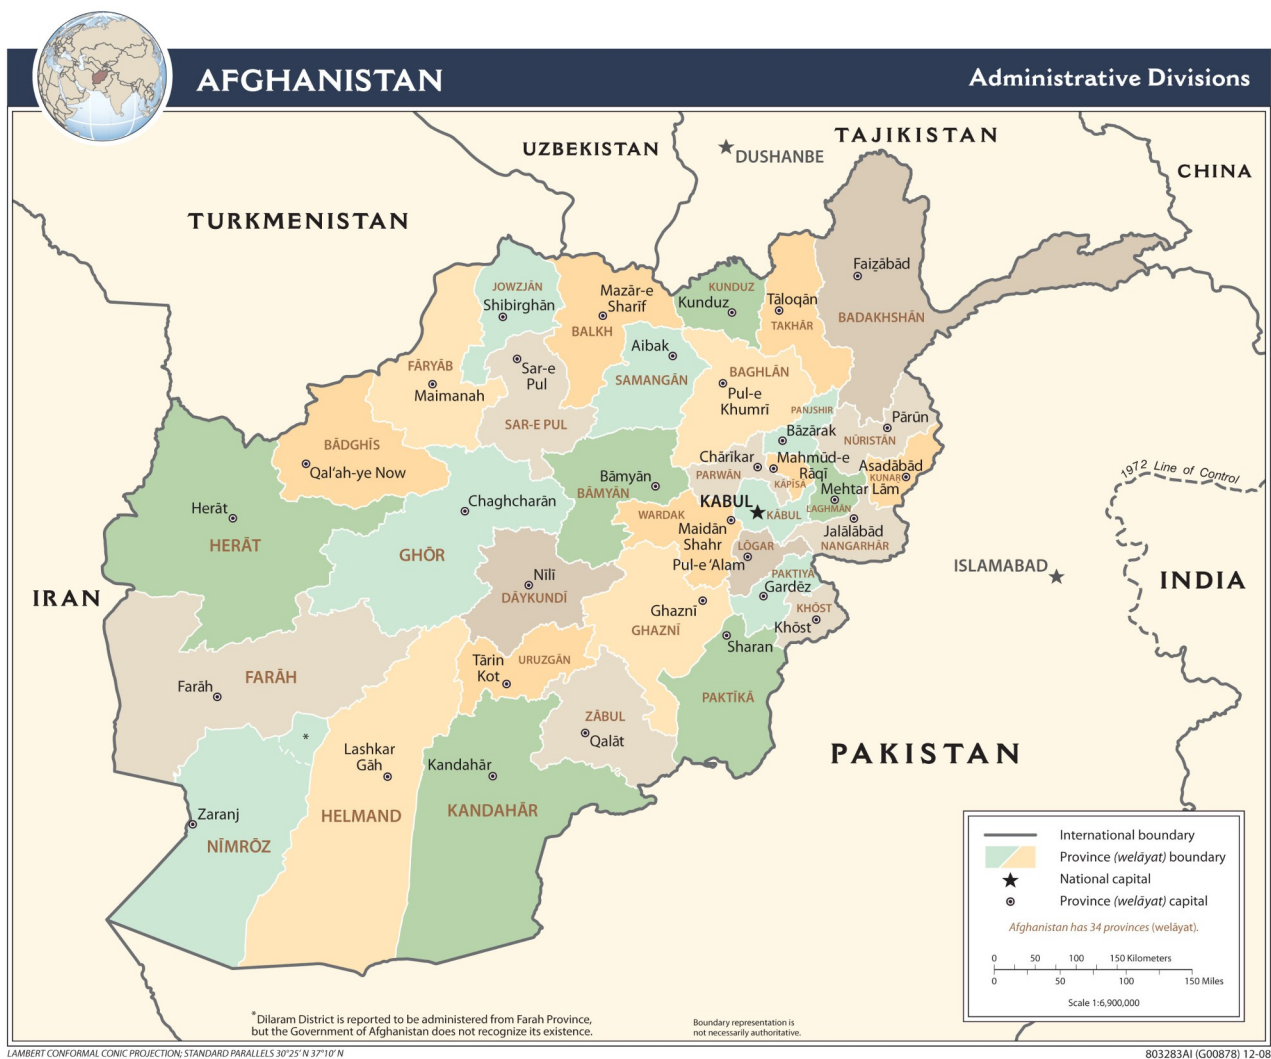 AFGHANISTAN
Administrative Divisions
UZBEKISTAN
DUSHANBE
TAJIKISTAN
CHINA
TURKMENISTAN
Faiz̲ābād
BADAKHSHĀN
JOWZJĀN
Shibirghān
Mazār-e
Sharīf
BALKH
KUNDUZ
Kunduz
Tāloqān
TAKHĀR
Aibak
SAMANGĀN
FĀRYĀB
Maimanah
Sar-e
Pul
SAR-E PUL
BAGHLĀN
Pul-e
Khumrī
PANJSHIR
Bāzārak
Pārūn
NŪRISTĀN
BĀDGHĪS
Qal‘ah-ye Now
Chārīkar
PARWĀN
Mahmūd-e
Rāqī
KĀPĪSĀ
Asadābād
KUNAR
Mehtar Lām
LAGHMĀN
Bāmyān
BĀMYĀN
Chaghcharān
KABUL
KĀBUL
WARDAK
Maidān
Shahr
Jalālābād
NANGARHĀR
Herāt
HERĀT
GHŌR
LŌGAR
Pul-e ‘Alam
1972 Line of Control
ISLAMABAD
INDIA
IRAN
Nīlī
DĀYKUNDĪ
PAKTIYĀ
Gardēz
KHŌST
Khōst
Ghaznī
GHAZNĪ
Sharan
PAKTĪKĀ
Tārin
Kot
URUZGĀN
FARĀH
Farāh
ZĀBUL
Qalāt
*
Lashkar
Gāh
Kandahār
KANDAHĀR
HELMAND
PAKISTAN
Zaranj
NĪMRŌZ
International boundary
Province (welāyat) boundary
National capital
Province (welāyat) capital
Afghanistan has 34 provinces (welāyat).
0 50 100 150 Kilometers
0 50 100 150 Miles
Scale 1:6,900,000
*Dilaram District is reported to be administered from Farah Province,
but the Government of Afghanistan does not recognize its existence.
Boundary representation is
not necessarily authoritative.
LAMBERT CONFORMAL CONIC PROJECTION; STANDARD PARALLELS 30°25' N 37°10' N
803283AI (G00878) 12-08